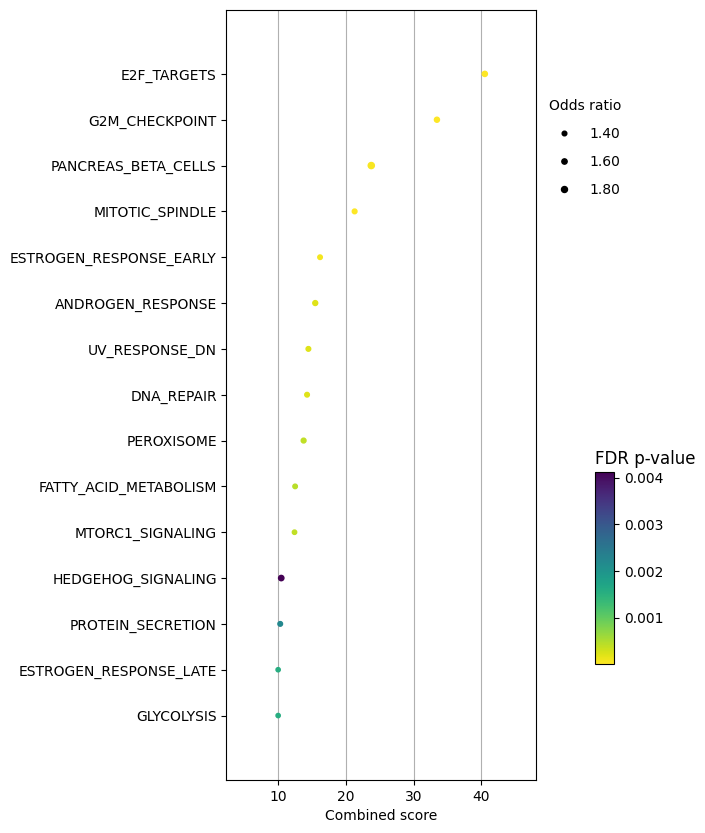 E2F_TARGETS
G2M_CHECKPOINT
PANCREAS_BETA_CELLS
MITOTIC_SPINDLE
ESTROGEN_RESPONSE_EARLY
ANDROGEN_RESPONSE
UV_RESPONSE_DN
DNA_REPAIR
PEROXISOME
FATTY_ACID_METABOLISM
MTORC1_SIGNALING
HEDGEHOG_SIGNALING
PROTEIN_SECRETION
ESTROGEN_RESPONSE_LATE
GLYCOLYSIS
10 20 30 40
Combined score
Odds ratio
1.40
1.60
1.80
FDR p-value
0.004
0.003
0.002
0.001